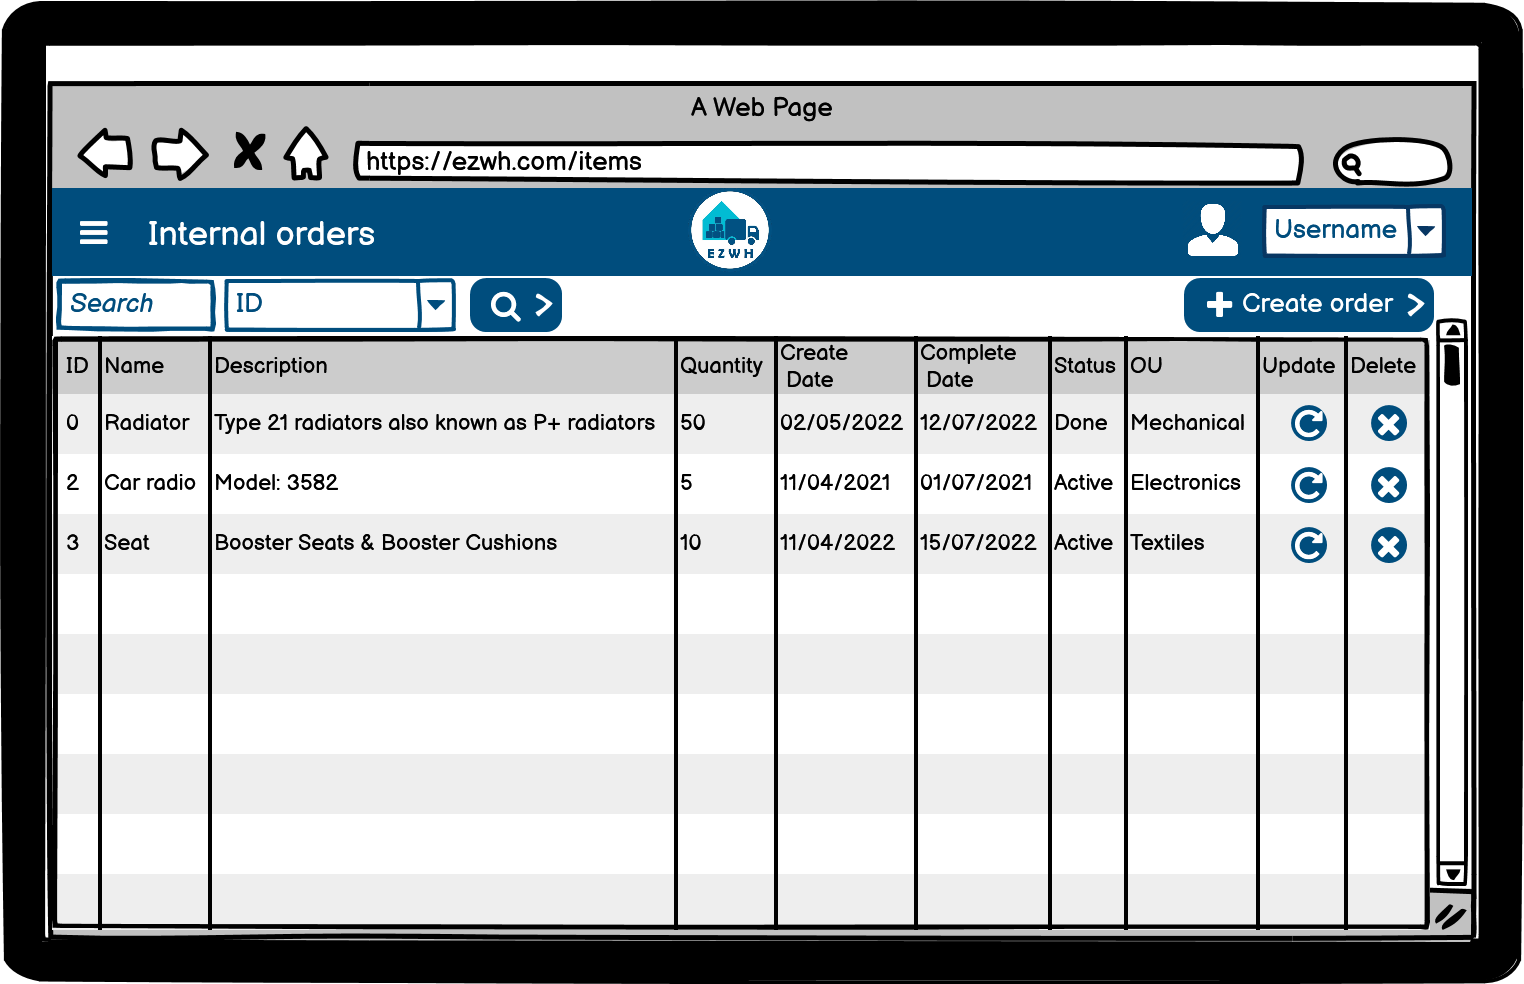 A Web Page
https://ezwh.com/items
Internal orders
EZWH
Username
Search
ID
Create order
ID Name Description Quantity Create Date Complete Date Status OU Update Delete
0 Radiator Type 21 radiators also known as P+ radiators 50 02/05/2022 12/07/2022 Done Mechanical
2 Car radio Model: 3582 5 11/04/2021 01/07/2021 Active Electronics
3 Seat Booster Seats & Booster Cushions 10 11/04/2022 15/07/2022 Active Textiles